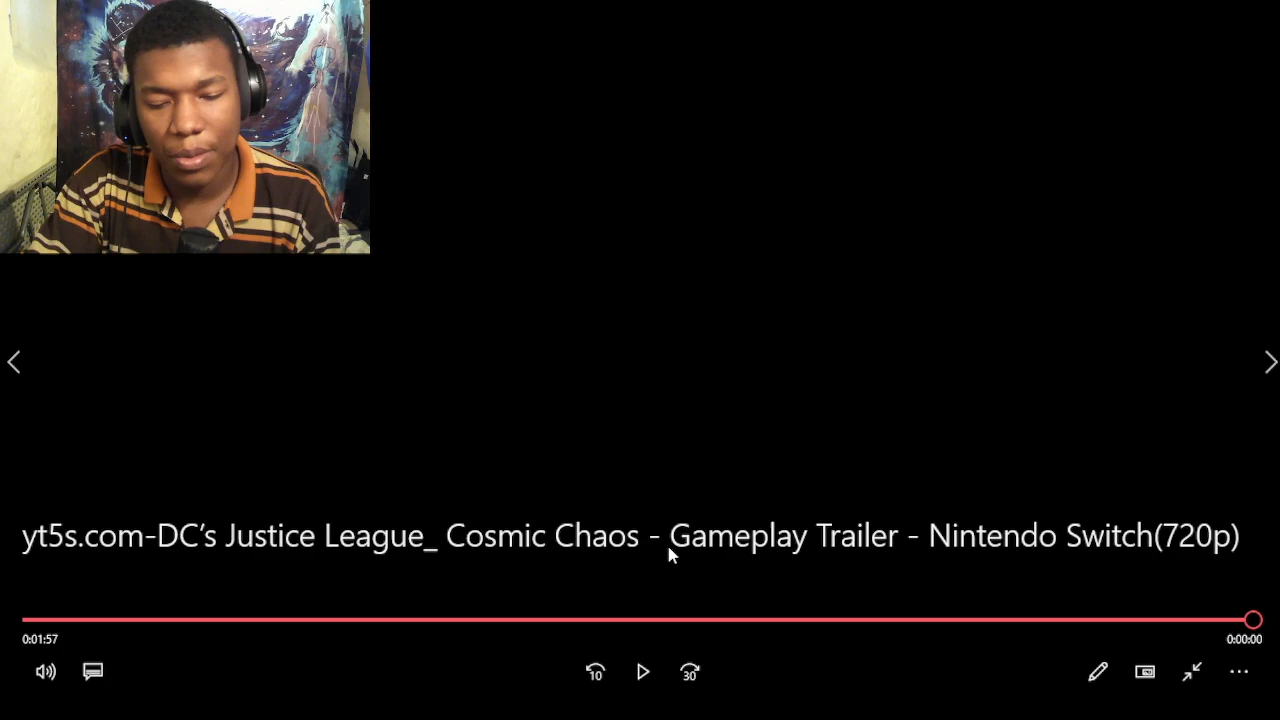 yt5s.com-DC‘s Justice League_ Cosmic Chaos - Gameplay Trailer - Nintendo Switch(720p)
0:01:57
0:00:00
10
30